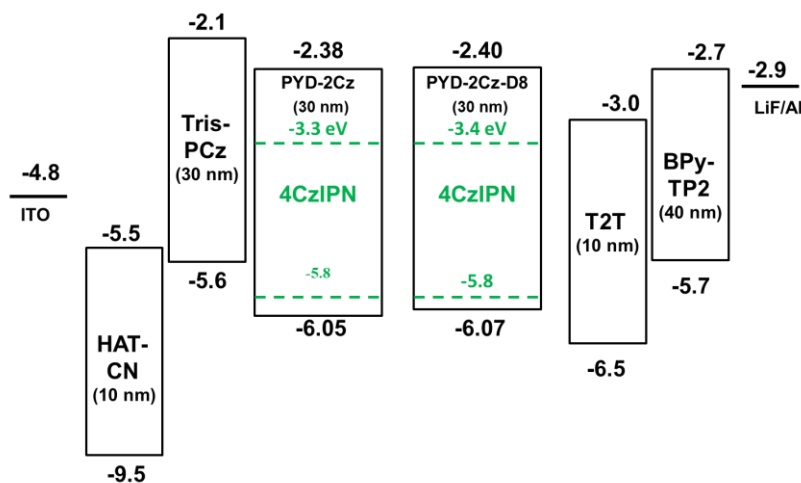 -4.8
ITO
-5.5
HAT-
CN
(10 nm)
-9.5
-2.1
Tris-
PCz
(30 nm)
-5.6
-2.38
PYD-2Cz
(30 nm)
-3.3 eV
4CzIPN
-5.8
-6.05
-2.40
PYD-2Cz-D8
(30 nm)
-3.4 eV
4CzIPN
-5.8
-6.07
-3.0
T2T
(10 nm)
-6.5
-2.7
BPy-
TP2
(40 nm)
-5.7
-2.9
LiF/Al